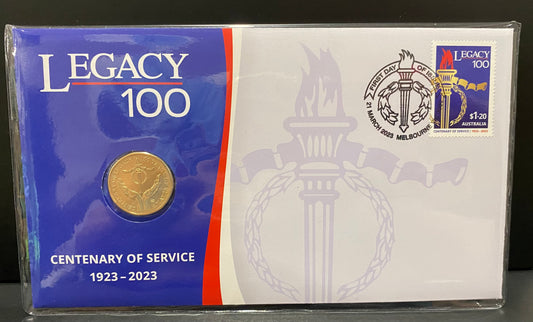 LEGACY
100
CENTENARY OF SERVICE
1923–2023
FIRST DAY OF ISSUE
21 MARCH 2023 MELBOURNE
LEGACY
100
$1·20
AUSTRALIA
CENTENARY OF SERVICE | 1923–2023